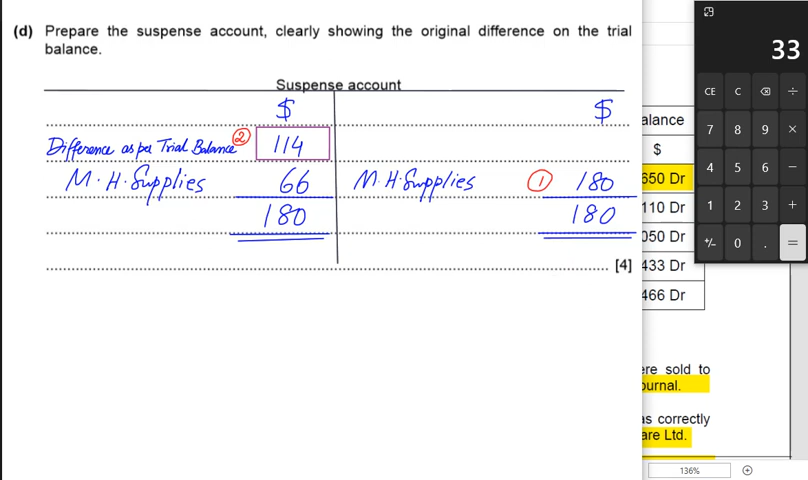 (d) Prepare the suspense account, clearly showing the original difference on the trial
balance.
Suspense account
$ $
Difference as per Trial Balance ② 114
M.H.Supplies 66 M.H.Supplies ① 180
180 180
[4]
33
CE C ÷
7 8 9 ×
4 5 6 −
1 2 3 +
+/− 0 . =
alance
$
650 Dr
110 Dr
050 Dr
433 Dr
466 Dr
ere sold to
ournal.
as correctly
are Ltd.
136%